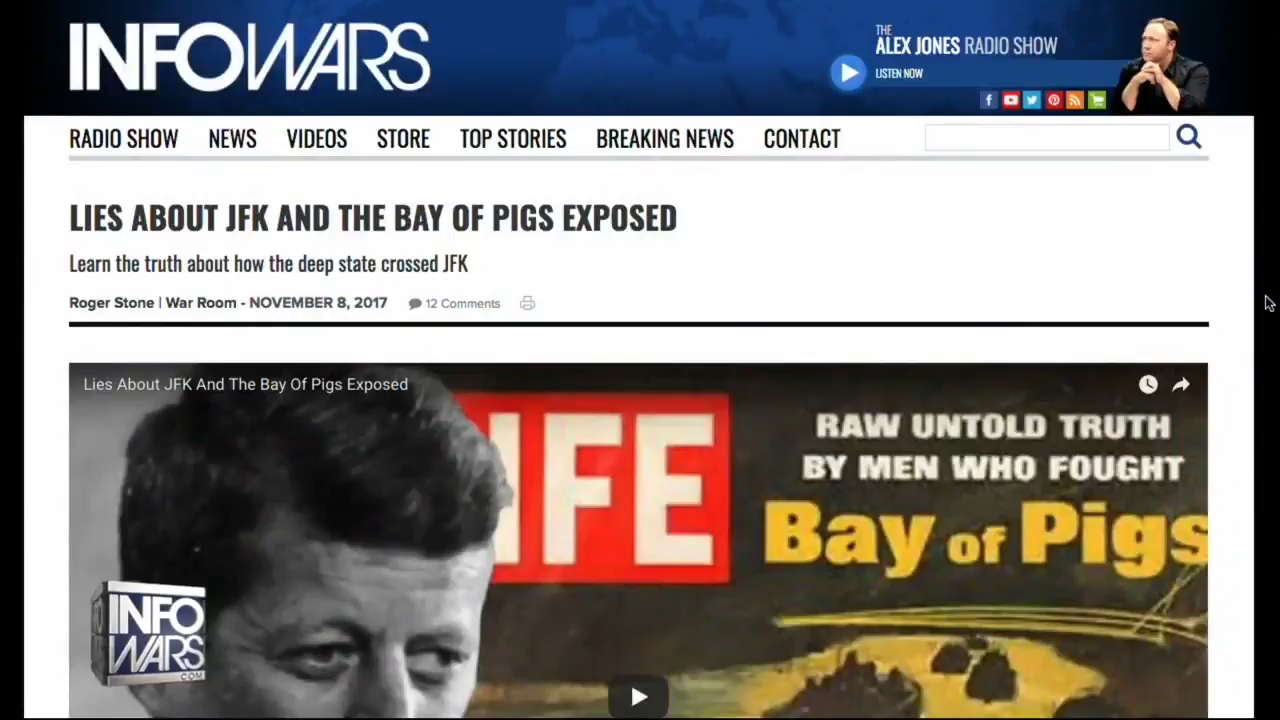 INFOWARS
THE
ALEX JONES RADIO SHOW
LISTEN NOW
RADIO SHOW NEWS VIDEOS STORE TOP STORIES BREAKING NEWS CONTACT
LIES ABOUT JFK AND THE BAY OF PIGS EXPOSED
Learn the truth about how the deep state crossed JFK
Roger Stone | War Room - NOVEMBER 8, 2017 12 Comments
Lies About JFK And The Bay Of Pigs Exposed
IFE
RAW UNTOLD TRUTH
BY MEN WHO FOUGHT
Bay of Pigs
INFO
WARS
.COM